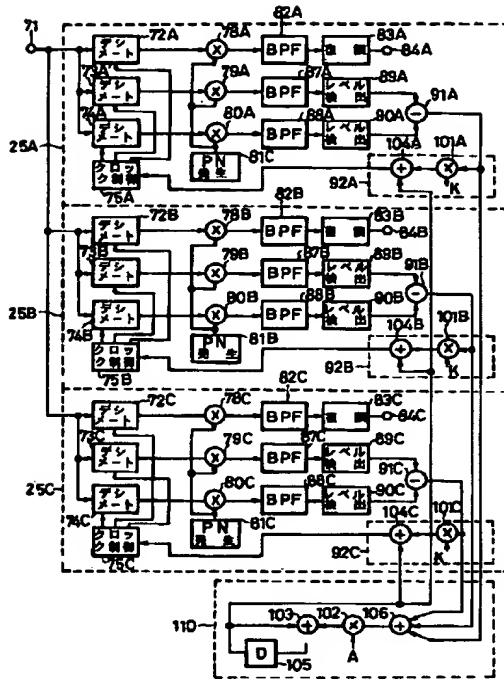 71
25A
72A
デシメート
73A
デシメート
74A
デシメート
クロック制御
75A
78A
79A
80A
PN発生
81C
82A
BPF
87A
BPF
88A
BPF
83A
復調
84A
89A
レベル検出
90A
レベル検出
91A
104A
101A
92A
K
25B
72B
デシメート
73B
デシメート
デシメート
74B
クロック制御
75B
78B
79B
80B
PN発生
81B
82B
BPF
87B
BPF
88B
BPF
83B
復調
84B
89B
レベル検出
90B
レベル検出
91B
104B
101B
92B
K
25C
72C
デシメート
73C
デシメート
デシメート
74C
クロック制御
75C
78C
79C
80C
PN発生
81C
82C
BPF
87C
BPF
88C
BPF
83C
復調
84C
89C
レベル検出
90C
レベル検出
91C
104C
101C
92C
K
110
103
102
106
A
D
105